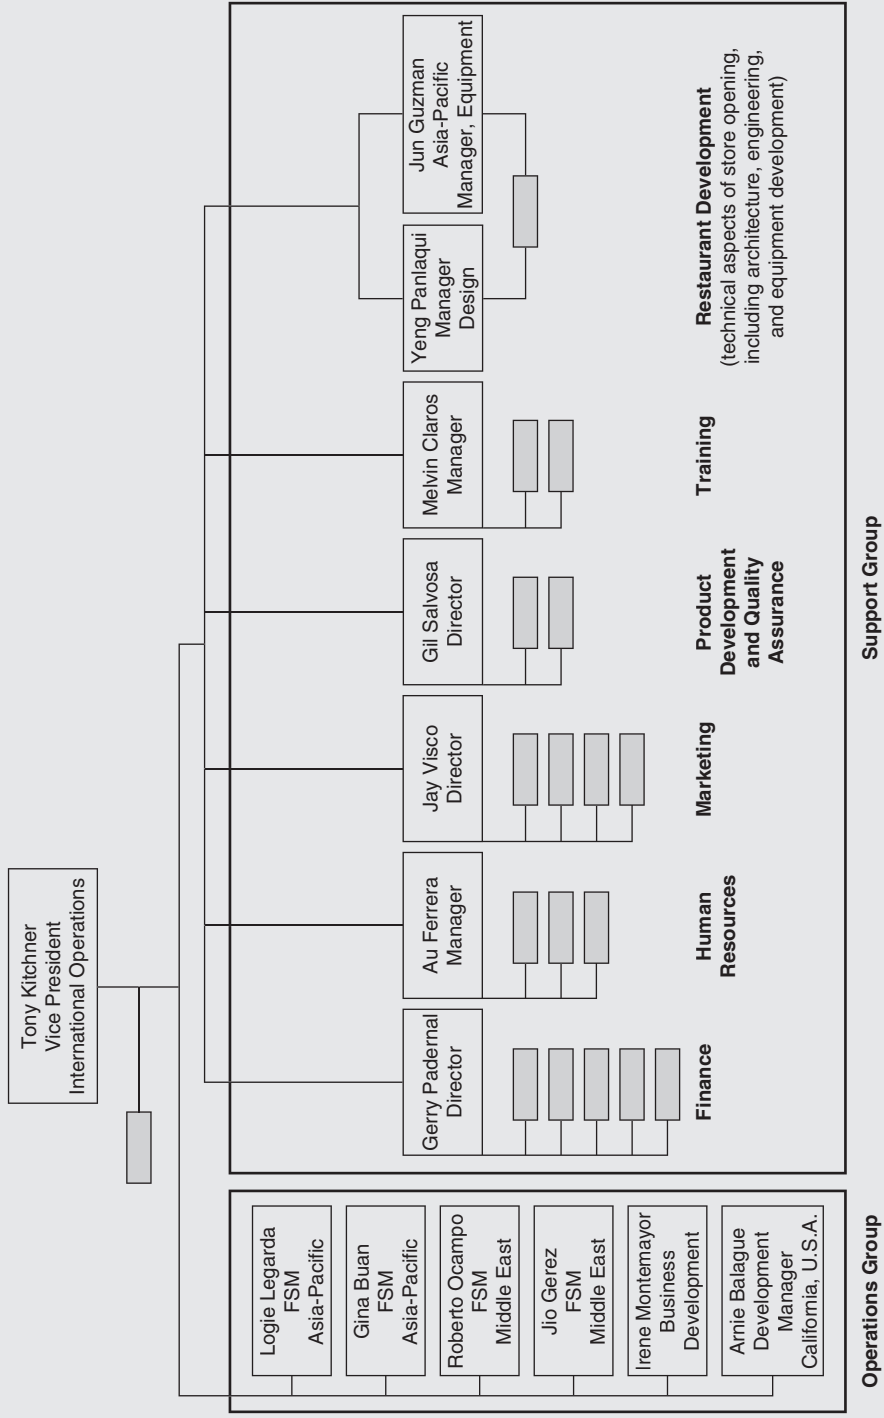 Tony Kitchner
Vice President
International Operations
Logie Legarda
FSM
Asia-Pacific
Gina Buan
FSM
Asia-Pacific
Roberto Ocampo
FSM
Middle East
Jio Gerez
FSM
Middle East
Irene Montemayor
Business
Development
Arnie Balague
Development
Manager
California, U.S.A.
Operations Group
Gerry Padernal
Director
Finance
Au Ferrera
Manager
Human
Resources
Jay Visco
Director
Marketing
Gil Salvosa
Director
Product
Development
and Quality
Assurance
Melvin Claros
Manager
Training
Yeng Panlaqui
Manager
Design
Jun Guzman
Asia-Pacific
Manager, Equipment
Restaurant Development
(technical aspects of store opening,
including architecture, engineering,
and equipment development)
Support Group